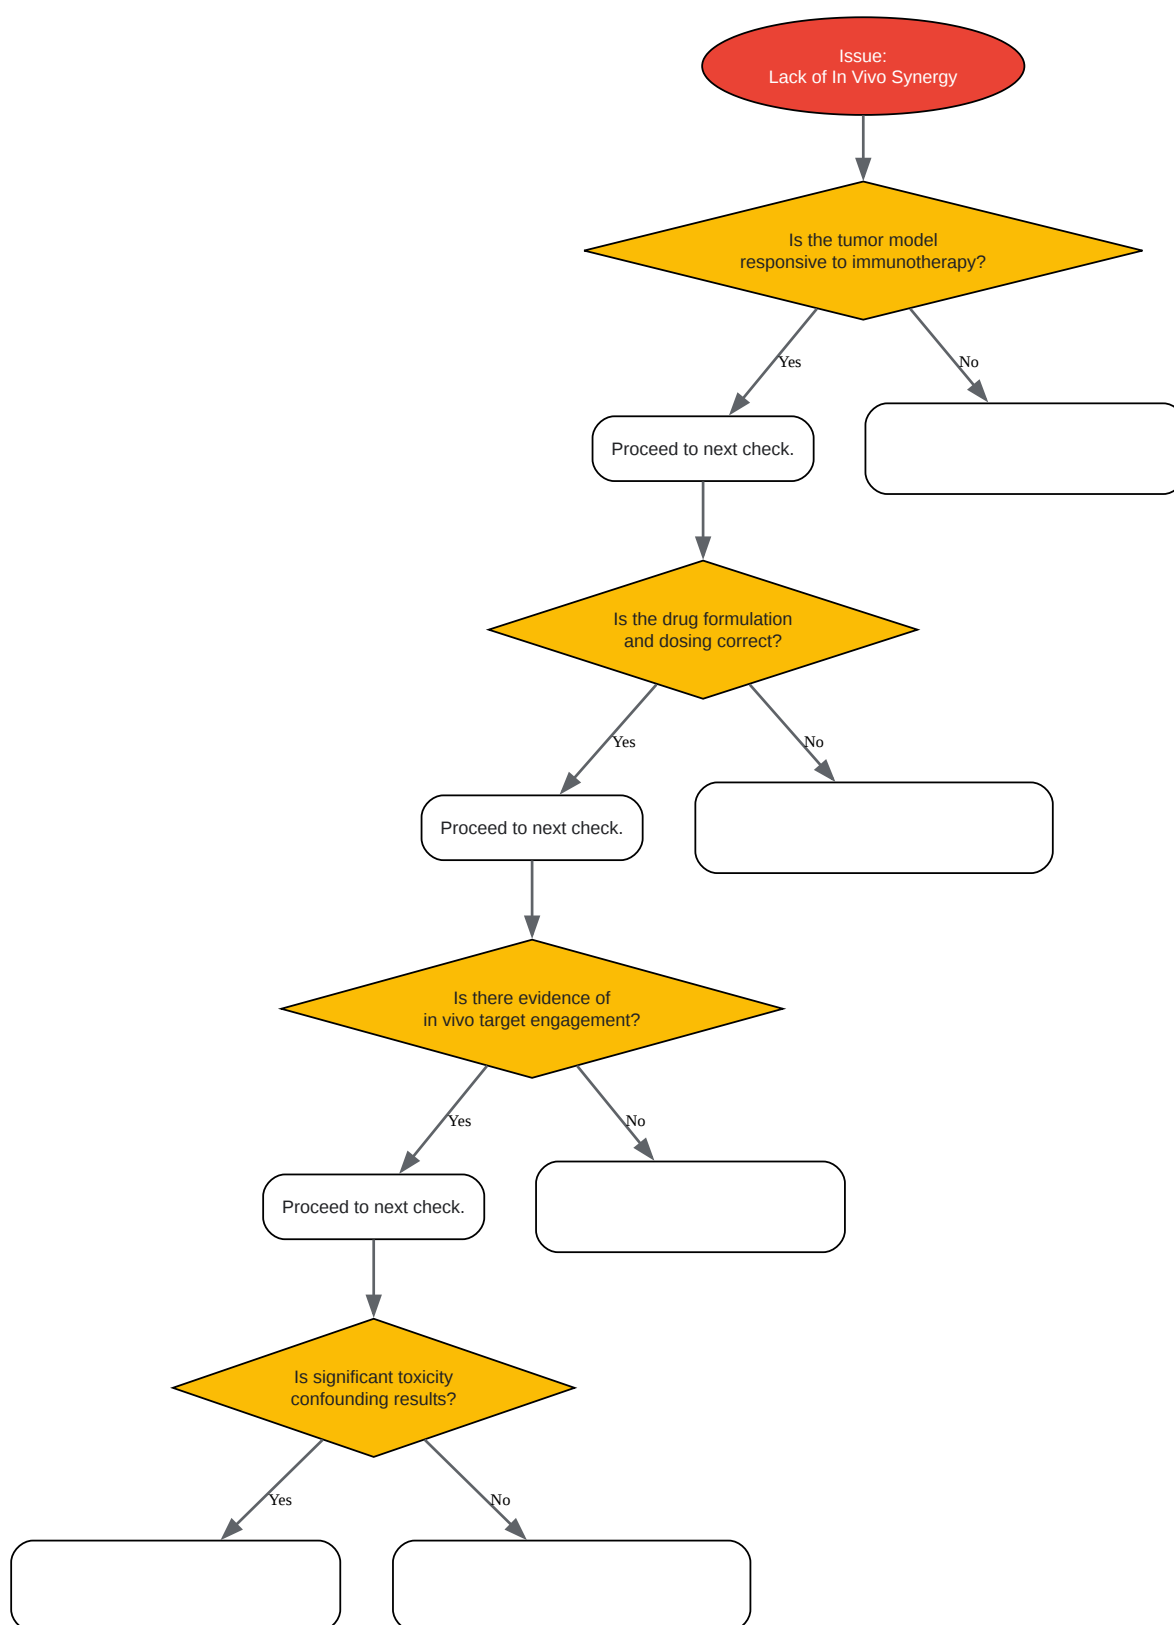 Issue:
Lack of In Vivo Synergy
Is the tumor model
responsive to immunotherapy?
Yes
No
Proceed to next check.
Is the drug formulation
and dosing correct?
Yes
No
Proceed to next check.
Is there evidence of
in vivo target engagement?
Yes
No
Proceed to next check.
Is significant toxicity
confounding results?
Yes
No